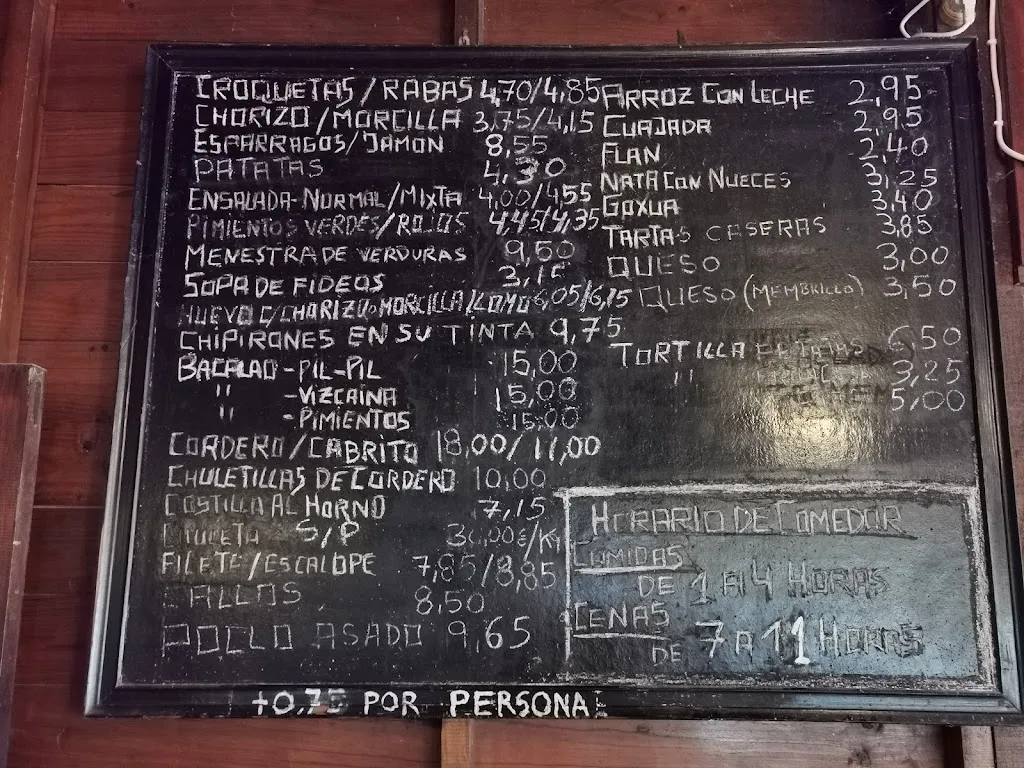 CROQUETAS/RABAS 4,70/4,85
CHORIZO/MORCILLA 3,75/4,15
ESPARRAGOS/JAMON 8,55
PATATAS 4,30
ENSALADA-NORMAL/MIXTA 4,00/4,55
PIMIENTOS VERDES/ROJOS 4,45/4,35
MENESTRA DE VERDURAS 9,50
SOPA DE FIDEOS 3,15
HUEVO C/CHORIZO O MORCILLA/LOMO 6,05/6,15
CHIPIRONES EN SU TINTA 9,75
BACALAO-PIL-PIL 15,00
" -VIZCAINA 15,00
" -PIMIENTOS 15,00
CORDERO/CABRITO 18,00/11,00
CHULETILLAS DE CORDERO 10,00
COSTILLA AL HORNO 7,15
CHULETA S/P €/Kg
FILETE/ESCALOPE 7,85/8,85
CALLOS 8,50
POLLO ASADO 9,65
ARROZ CON LECHE 2,95
CUAJADA 2,95
FLAN 2,40
NATA CON NUECES 3,25
GOXUA 3,40
TARTAS CASERAS 3,85
QUESO 3,00
QUESO (MEMBRILLO) 3,50
TORTILLA 6,50
" 3,25
5,00
HORARIO DE COMEDOR
COMIDAS
DE 1 A 4 HORAS
CENAS
DE 7 A 11 HORAS
+0,75 POR PERSONA